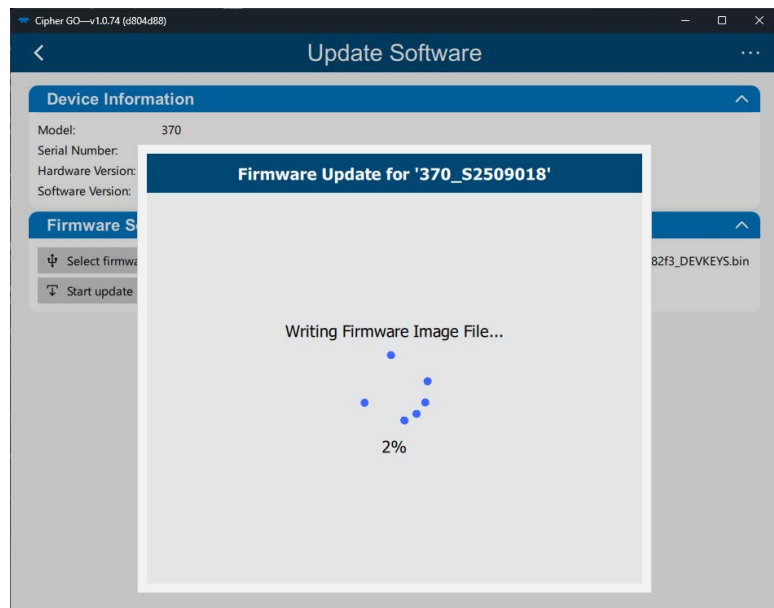 Cipher GO—v1.0.74 (d804d88)
Update Software
Device Information
Model: 370
Serial Number:
Hardware Version:
Software Version:
Firmware Update for '370_S2509018'
Firmware S
Select firmwa
82f3_DEVKEYS.bin
Start update
Writing Firmware Image File...
2%